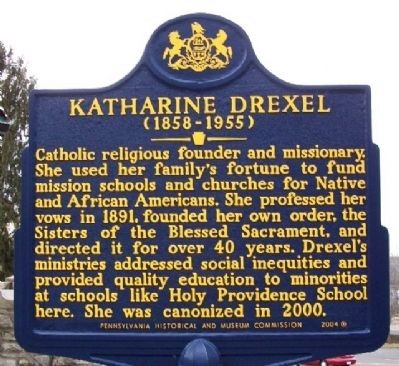 KATHARINE DREXEL
(1858-1955)
Catholic religious founder and missionary.
She used her family's fortune to fund
mission schools and churches for Native
and African Americans. She professed her
vows in 1891, founded her own order, the
Sisters of the Blessed Sacrament, and
directed it for over 40 years. Drexel's
ministries addressed social inequities and
provided quality education to minorities
at schools like Holy Providence School
here. She was canonized in 2000.
PENNSYLVANIA HISTORICAL AND MUSEUM COMMISSION 2004 ®